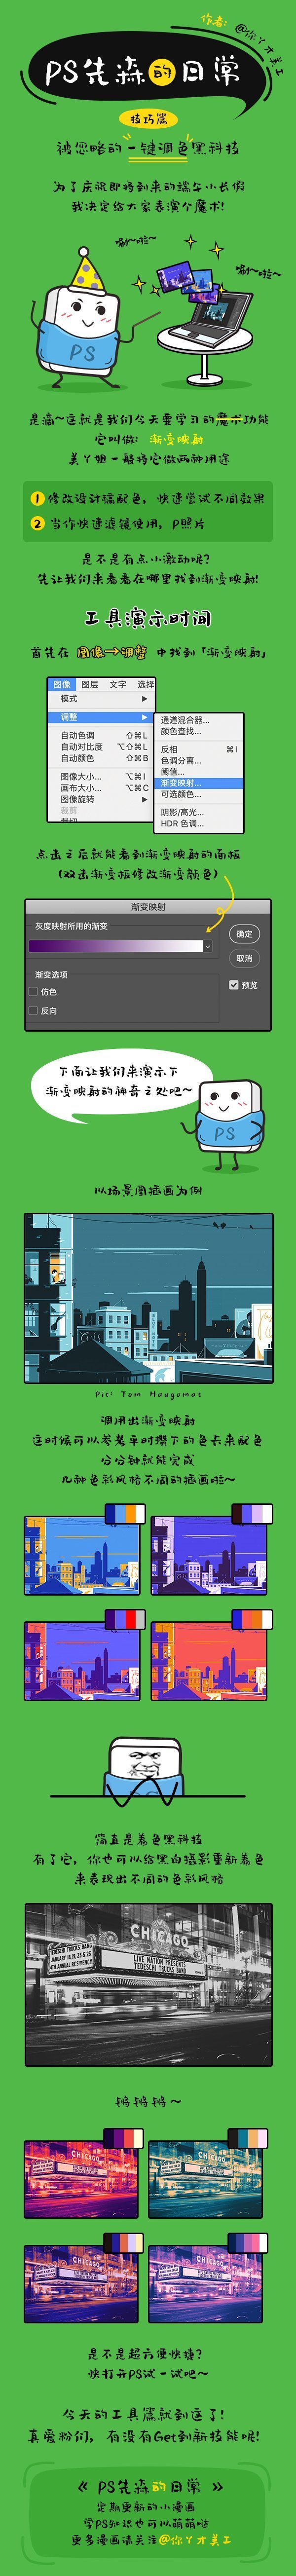 作者:
@你丫才美工
PS先森的日常
技巧篇
被忽略的一键调色黑科技
为了庆祝即将到来的端午小长假
我决定给大家表演个魔术!
唰~啦~
唰~啦~
PS
是滴~这就是我们今天要学习的魔术功能
它叫做: 渐变映射
美丫姐一般将它做两种用途
1 修改设计稿配色, 快速尝试不同效果
2 当作快速滤镜使用, P照片
是不是有点小激动呢?
先让我们来看看在哪里找到渐变映射!
工具演示时间
首先在 图像→调整 中找到「渐变映射」
图像 图层 文字 选择
模式
调整
自动色调 ⇧⌘L
自动对比度 ⌥⇧⌘L
自动颜色 ⇧⌘B
图像大小... ⌥⌘I
画布大小... ⌥⌘C
图像旋转
裁剪
通道混合器...
颜色查找...
反相 ⌘I
色调分离...
阈值...
渐变映射...
可选颜色...
阴影/高光...
HDR 色调...
点击之后就能看到渐变映射的面板
(双击渐变板修改渐变颜色)
渐变映射
灰度映射所用的渐变
确定
取消
渐变选项
预览
仿色
反向
下面让我们来演示下
渐变映射的神奇之处吧~
PS
以场景图插画为例
Pic: Tom Haugomat
调用出渐变映射
这时候可以参考平时攒下的色卡来配色
分分钟就能完成
几种色彩风格不同的插画啦~
简直是着色黑科技
有了它, 你也可以给黑白摄影重新着色
来表现出不同的色彩风格
CHICAGO
TEDESCHI TRUCKS BAND
JANUARY 18, 19, 25 & 26
4TH ANNUAL RESIDENCY
LIVE NATION PRESENTS
TEDESCHI TRUCKS BAND
锵锵锵~
CHICAGO
CHICAGO
CHICAGO
CHICAGO
是不是超方便快捷?
快打开PS试一试吧~
今天的工具篇就到这了!
真爱粉们, 有没有Get到新技能呢!
《 PS先森的日常 》
定期更新的小漫画
学PS知识也可以萌萌哒
更多漫画请关注@你丫才美工